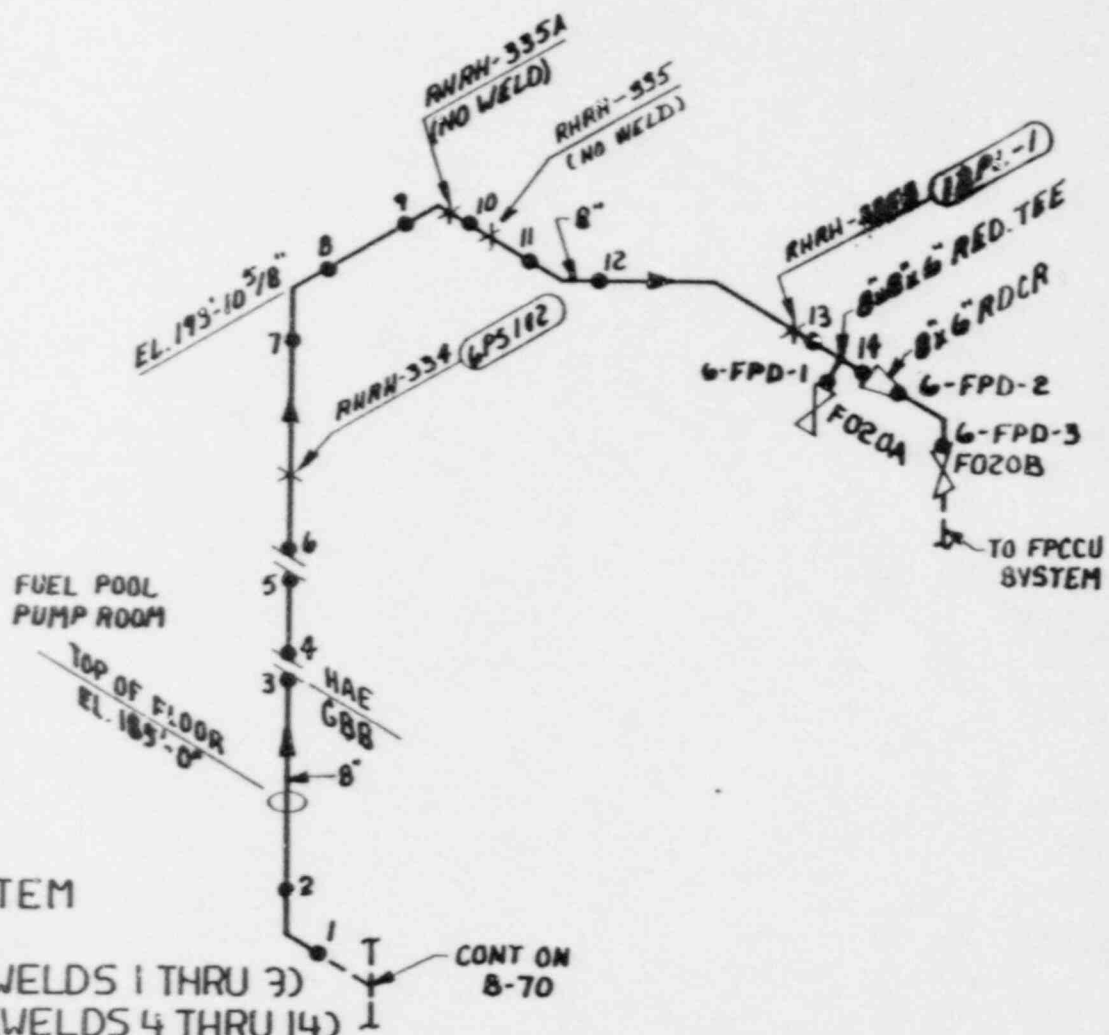 RHRH-335A
(NO WELD)
RHRH-335
(NO WELD)
9
10
8
11
8"
12
EL. 193'-10 5/8"
7
RHRH-334
6PS112
13
8"x8"x6" RED. TEE
14
8"x6" RDCR
6-FPD-1
6-FPD-2
F020A
6-FPD-3
F020B
TO FPCCU
SYSTEM
6
5
FUEL POOL
PUMP ROOM
4
3
HAE
GBB
TOP OF FLOOR
EL. 185'-0"
8"
2
1
CONT ON
8-70
TEM
WELDS 1 THRU 3)
WELDS 4 THRU 14)